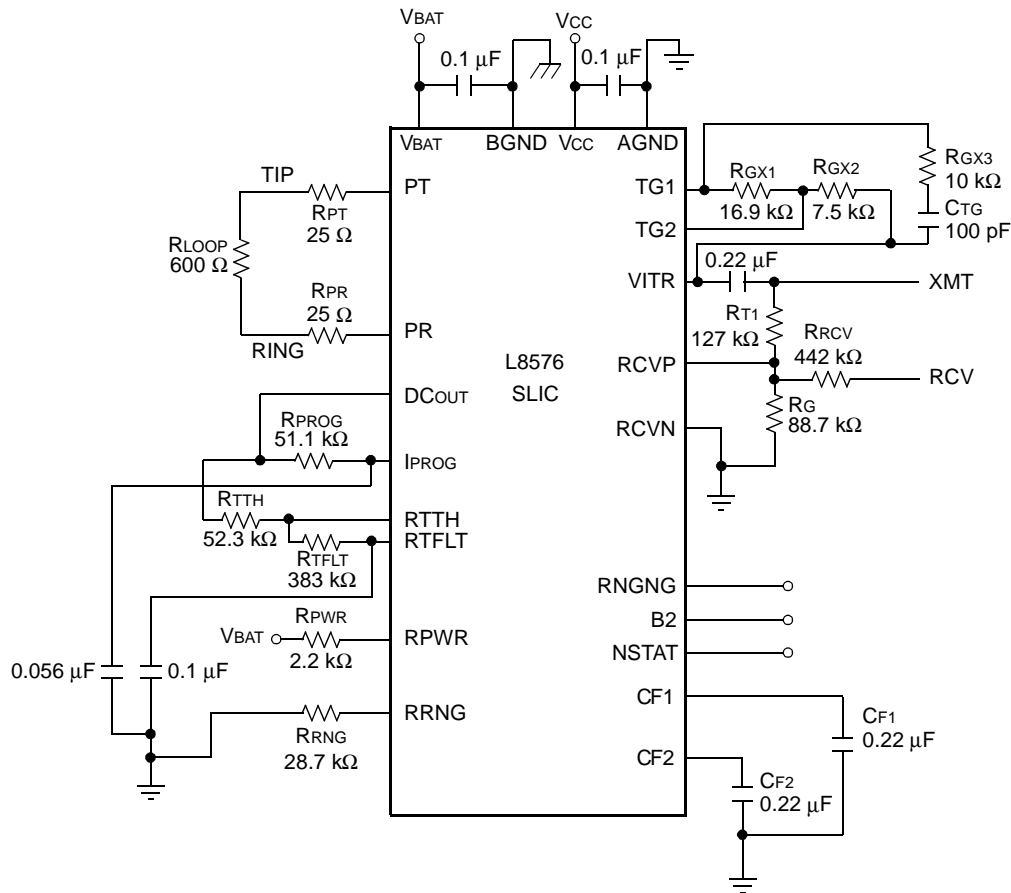 VBAT
VCC
0.1 μF
0.1 μF
VBAT
BGND
VCC
AGND
TIP
PT
RPT
25 Ω
RLOOP
600 Ω
RPR
25 Ω
PR
RING
TG1
RGX1
16.9 kΩ
RGX2
7.5 kΩ
RGX3
10 kΩ
CTG
100 pF
TG2
0.22 μF
VITR
XMT
RT1
127 kΩ
RRCV
442 kΩ
RCVP
RCV
RG
88.7 kΩ
RCVN
L8576
SLIC
DCOUT
RPROG
51.1 kΩ
IPROG
RTTH
52.3 kΩ
RTTH
RTFLT
RTFLT
383 kΩ
RPWR
VBAT
2.2 kΩ
RPWR
0.056 μF
0.1 μF
RRNG
RRNG
28.7 kΩ
RNGNG
B2
NSTAT
CF1
CF1
0.22 μF
CF2
CF2
0.22 μF